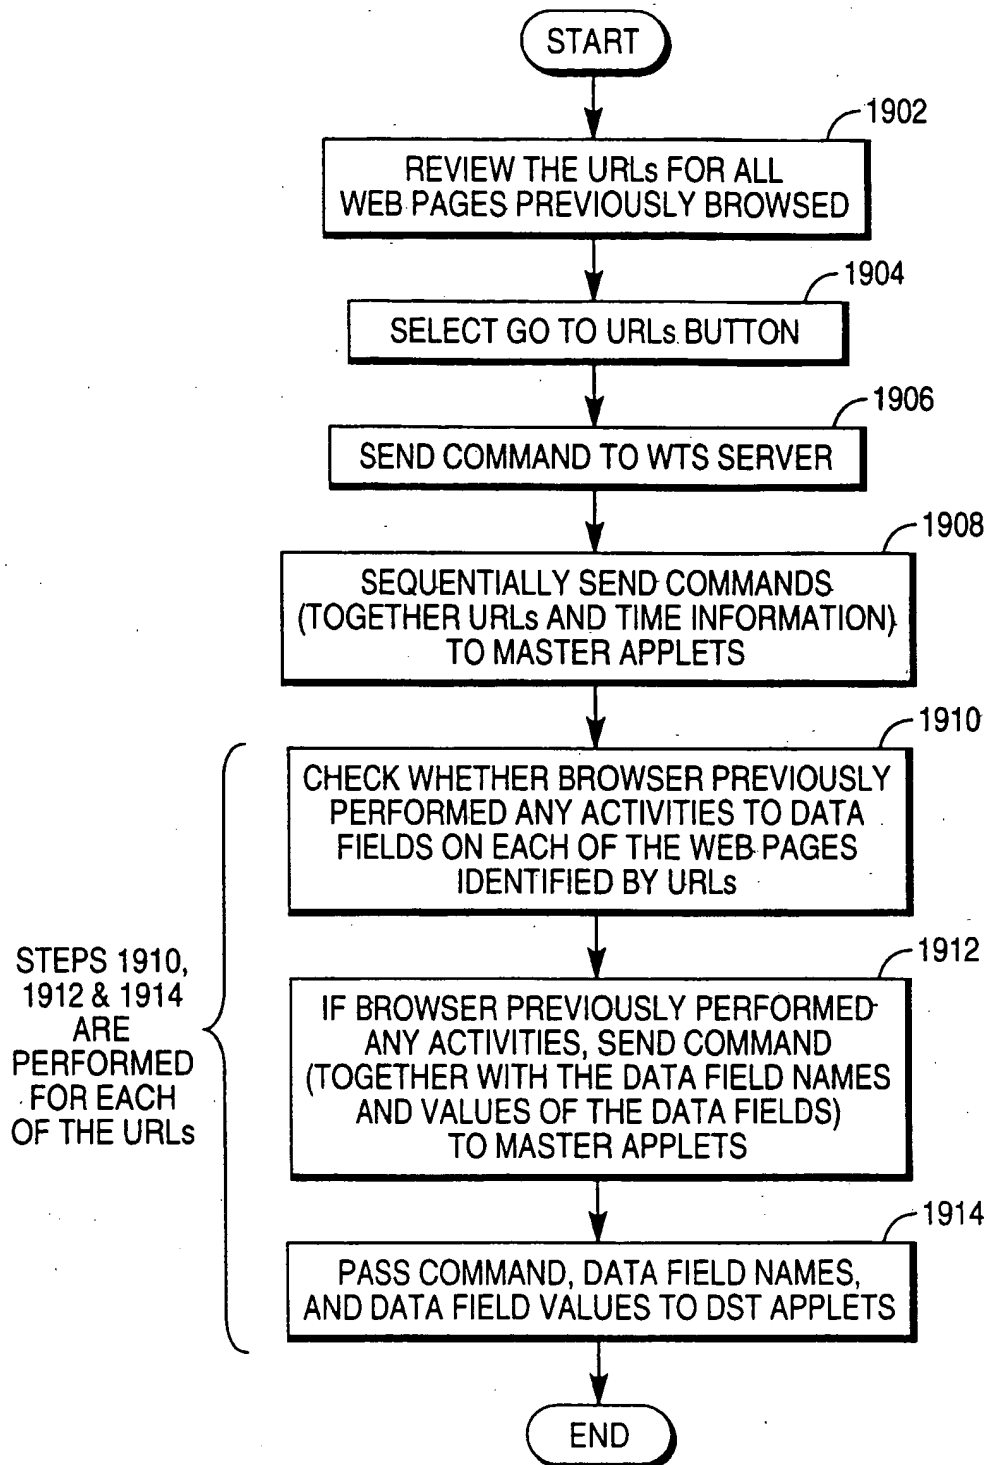 START
1902
REVIEW THE URLs FOR ALL
WEB PAGES PREVIOUSLY BROWSED
1904
SELECT GO TO URLs BUTTON
1906
SEND COMMAND TO WTS SERVER
1908
SEQUENTIALLY SEND COMMANDS
(TOGETHER URLs AND TIME INFORMATION)
TO MASTER APPLETS
1910
CHECK WHETHER BROWSER PREVIOUSLY
PERFORMED ANY ACTIVITIES TO DATA
FIELDS ON EACH OF THE WEB PAGES
IDENTIFIED BY URLs
STEPS 1910,
1912 & 1914
ARE
PERFORMED
FOR EACH
OF THE URLs
1912
IF BROWSER PREVIOUSLY PERFORMED
ANY ACTIVITIES, SEND COMMAND
(TOGETHER WITH THE DATA FIELD NAMES
AND VALUES OF THE DATA FIELDS)
TO MASTER APPLETS
1914
PASS COMMAND, DATA FIELD NAMES,
AND DATA FIELD VALUES TO DST APPLETS
END